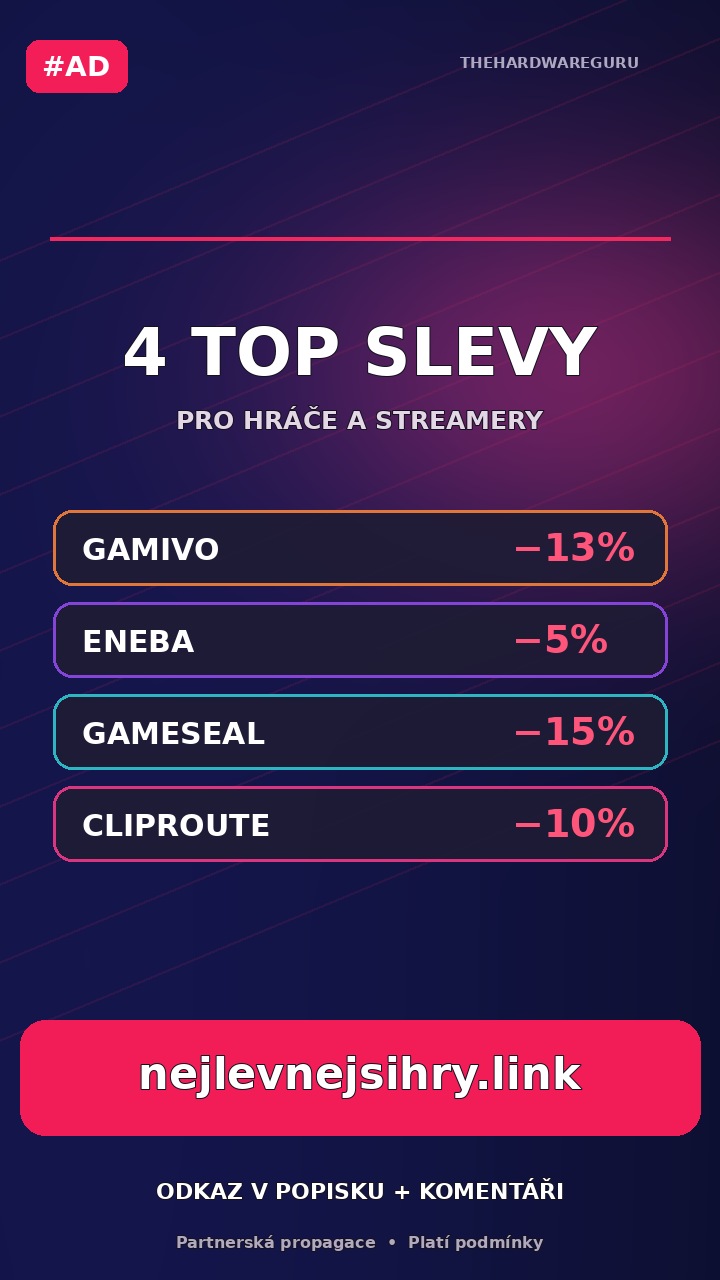 #AD
THEHARDWAREGURU
4 TOP SLEVY
PRO HRÁČE A STREAMERY
GAMIVO −13%
ENEBA −5%
GAMESEAL −15%
CLIPROUTE −10%
nejlevnejsihry.link
ODKAZ V POPISKU + KOMENTÁŘI
Partnerská propagace • Platí podmínky